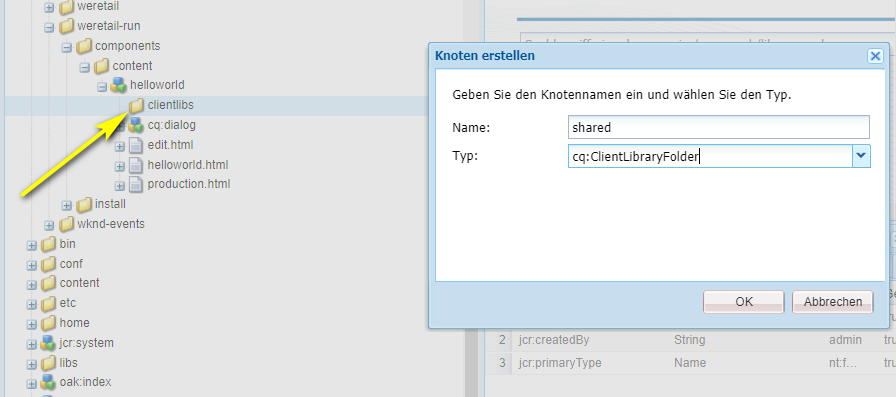 weretail
weretail-run
components
content
helloworld
clientlibs
cq:dialog
edit.html
helloworld.html
production.html
install
wknd-events
bin
conf
content
etc
home
jcr:system
libs
oak:index
Knoten erstellen
Geben Sie den Knotennamen ein und wählen Sie den Typ.
Name: shared
Typ: cq:ClientLibraryFolder
OK Abbrechen
2 jcr:createdBy String admin
3 jcr:primaryType Name nt:f...